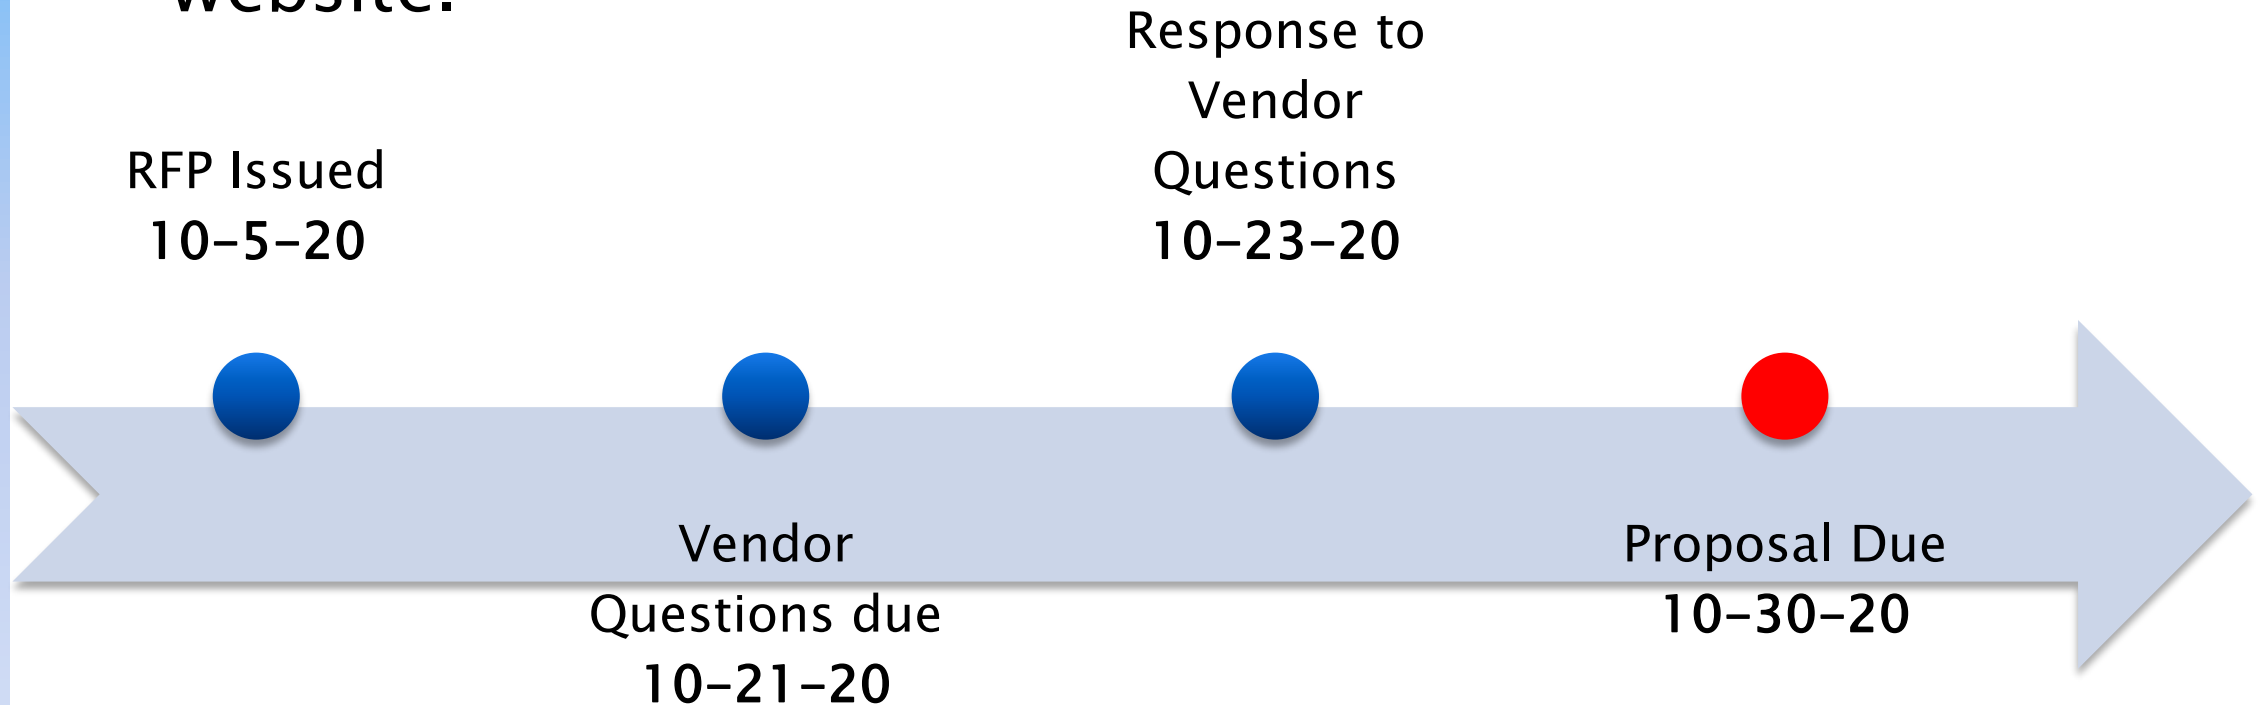 website.
RFP Issued
10-5-20
Vendor
Questions due
10-21-20
Response to
Vendor
Questions
10-23-20
Proposal Due
10-30-20